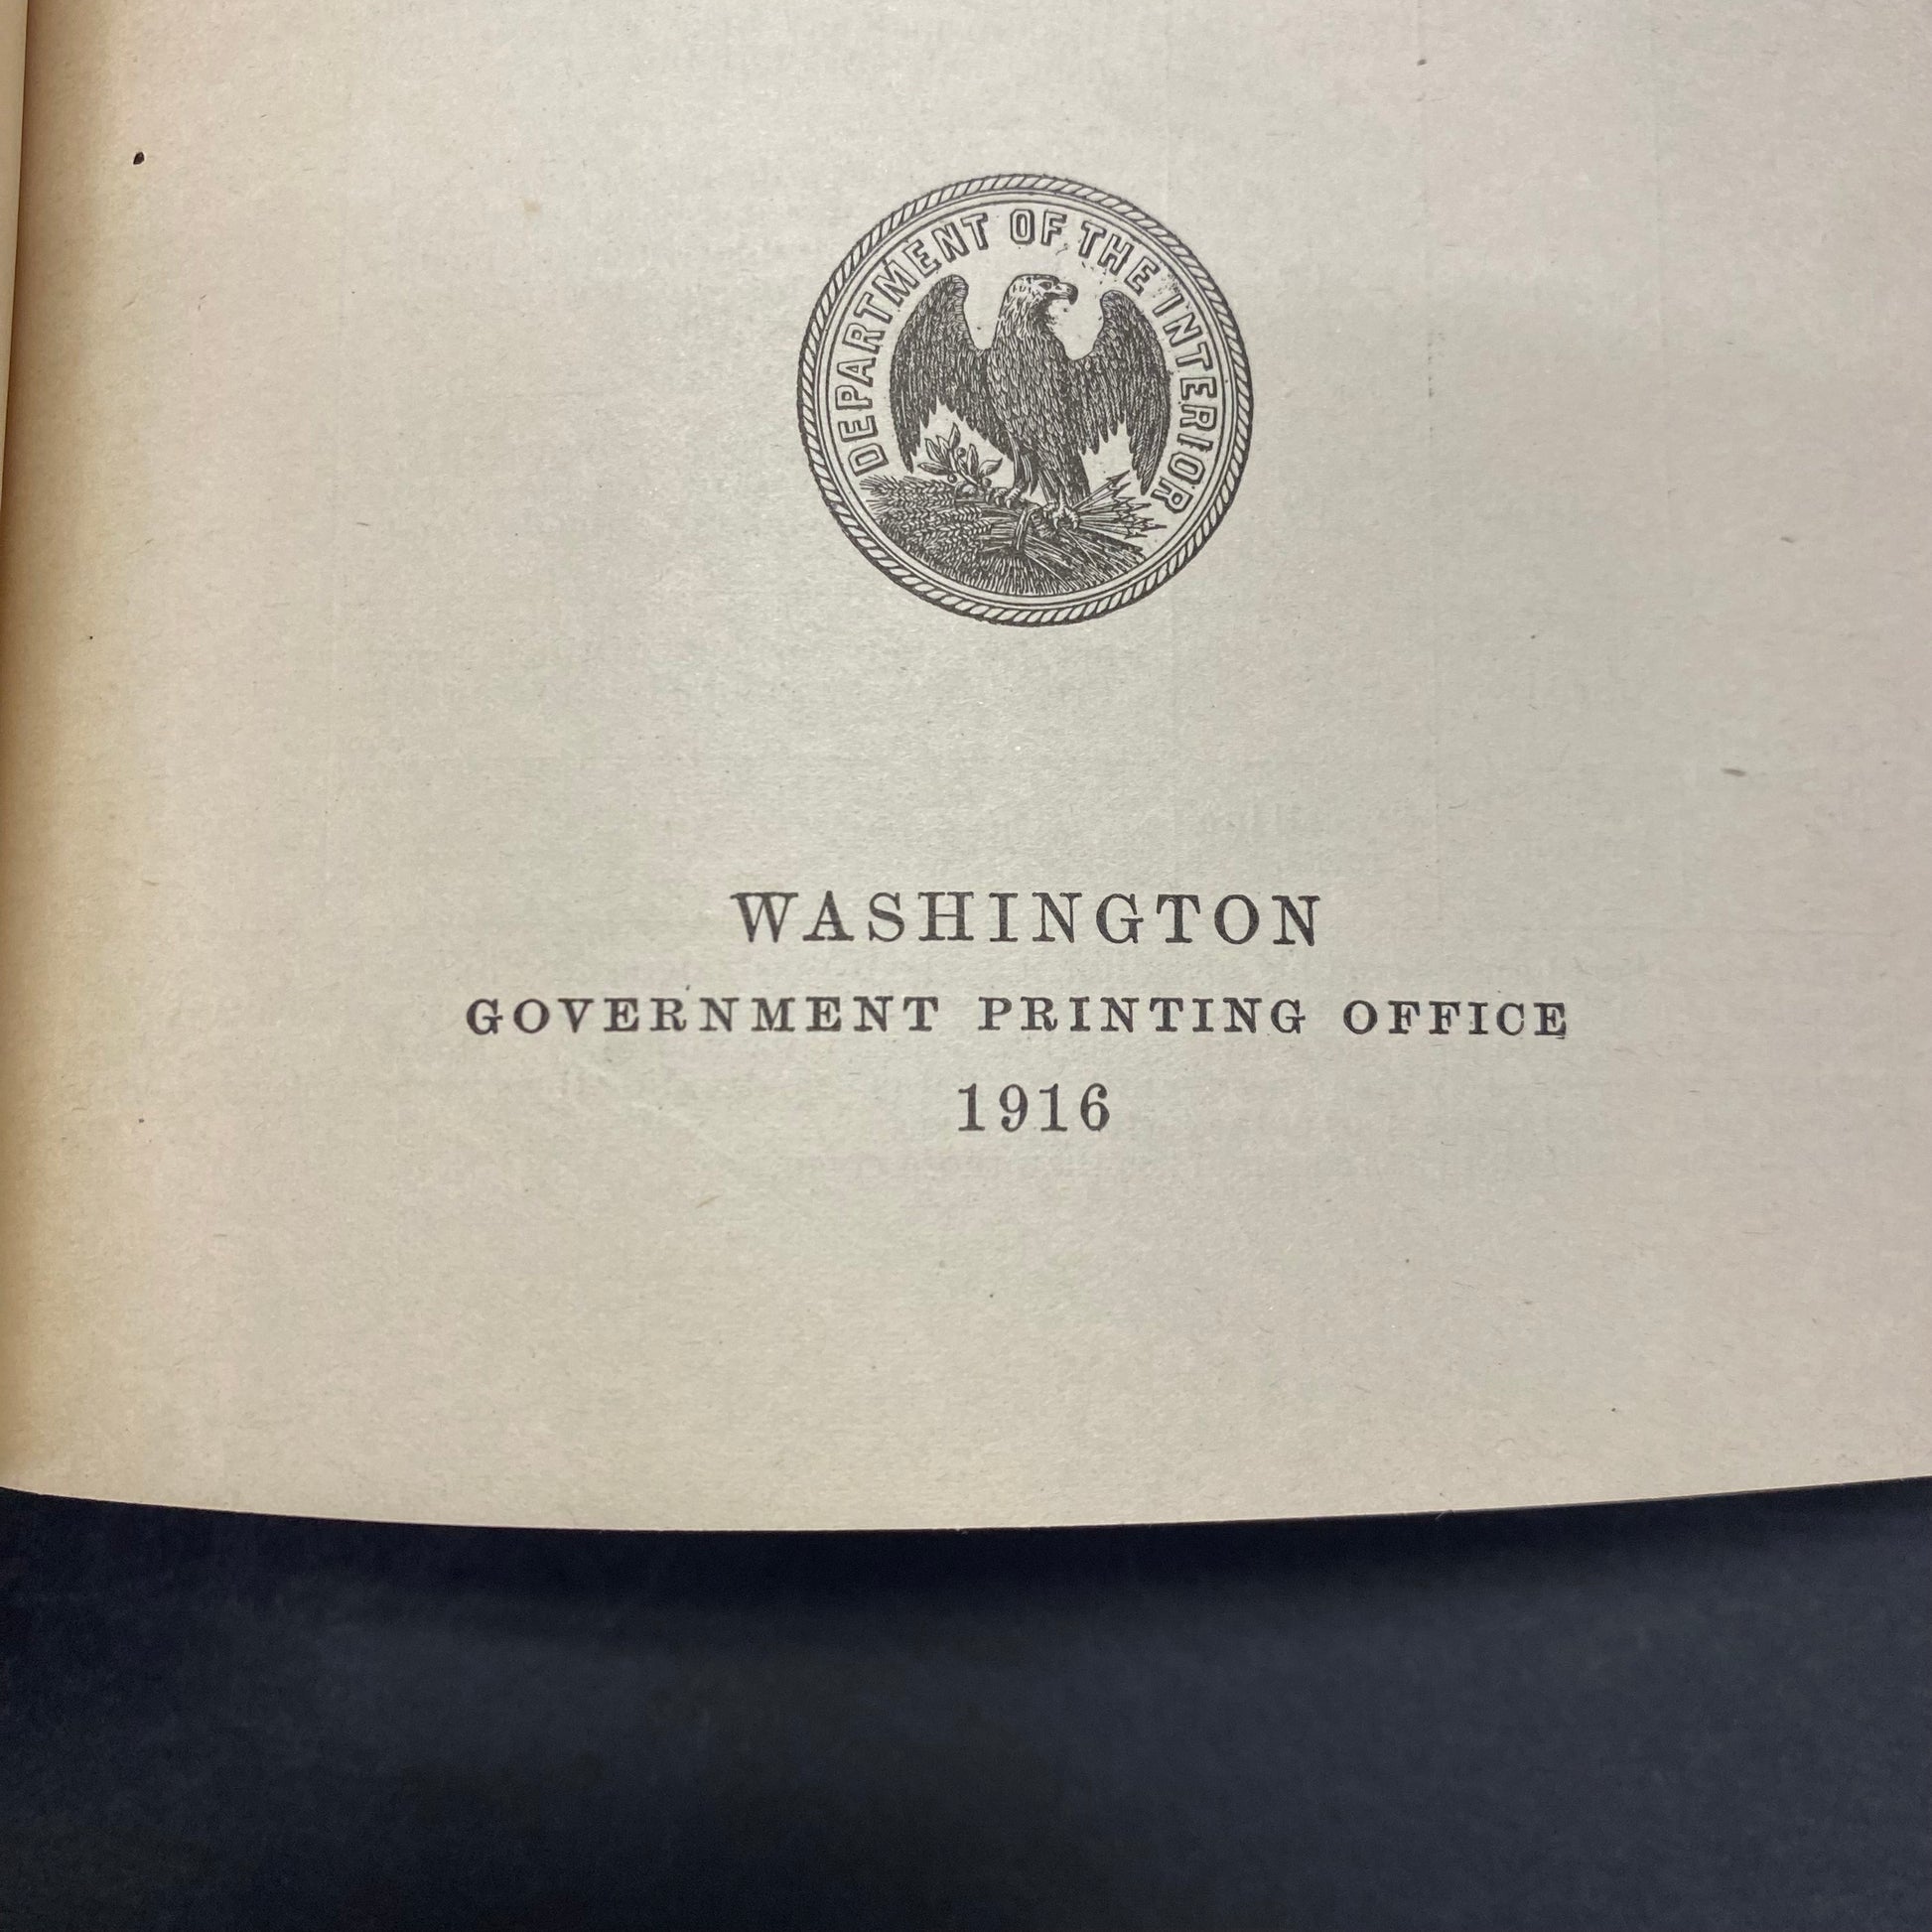 DEPARTMENT OF THE INTERIOR
WASHINGTON
GOVERNMENT PRINTING OFFICE
1916